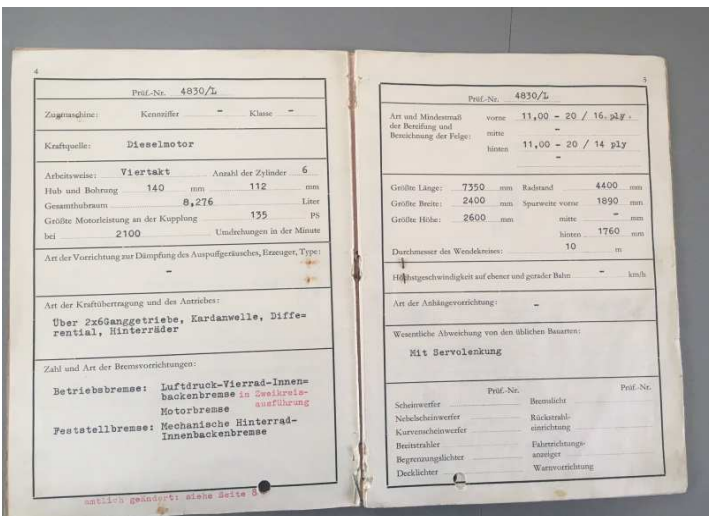 4
Prüf.-Nr. 4830/L
Zugmaschine: Kennziffer - Klasse -
Kraftquelle: Dieselmotor
Arbeitsweise: Viertakt Anzahl der Zylinder 6
Hub und Bohrung 140 mm 112 mm
Gesamthubraum 8,276 Liter
Größte Motorleistung an der Kupplung 135 PS
bei 2100 Umdrehungen in der Minute
Art der Vorrichtung zur Dämpfung des Auspuffgeräusches, Erzeuger, Type:
-
Art der Kraftübertragung und des Antriebes:
Über 2x6Ganggetriebe, Kardanwelle, Diffe=
rential, Hinterräder
Zahl und Art der Bremsvorrichtungen:
Betriebsbremse: Luftdruck-Vierrad-Innen=
backenbremse in Zweikreis-
ausführung
Motorbremse
Feststellbremse: Mechanische Hinterrad-
Innenbackenbremse
amtlich geändert: siehe Seite 8
5
Prüf.-Nr. 4830/L
Art und Mindestmaß vorne 11,00 - 20 / 16 ply.
der Bereifung und mitte -
Bezeichnung der Felge: hinten 11,00 - 20 / 14 ply
-
Größte Länge: 7350 mm Radstand 4400 mm
Größte Breite: 2400 mm Spurweite vorne 1890 mm
Größte Höhe: 2600 mm mitte - mm
hinten 1760 mm
Durchmesser des Wendekreises: 10 m
Höchstgeschwindigkeit auf ebener und gerader Bahn - km/h
Art der Anhängevorrichtung: -
Wesentliche Abweichung von den üblichen Bauarten:
Mit Servolenkung
Prüf.-Nr. Prüf.-Nr.
Scheinwerfer Bremslicht
Nebelscheinwerfer Rückstrahl-
Kurvenscheinwerfer einrichtung
Breitstrahler Fahrtrichtungs-
Begrenzungslichter anzeiger
Decklichter Warnvorrichtung